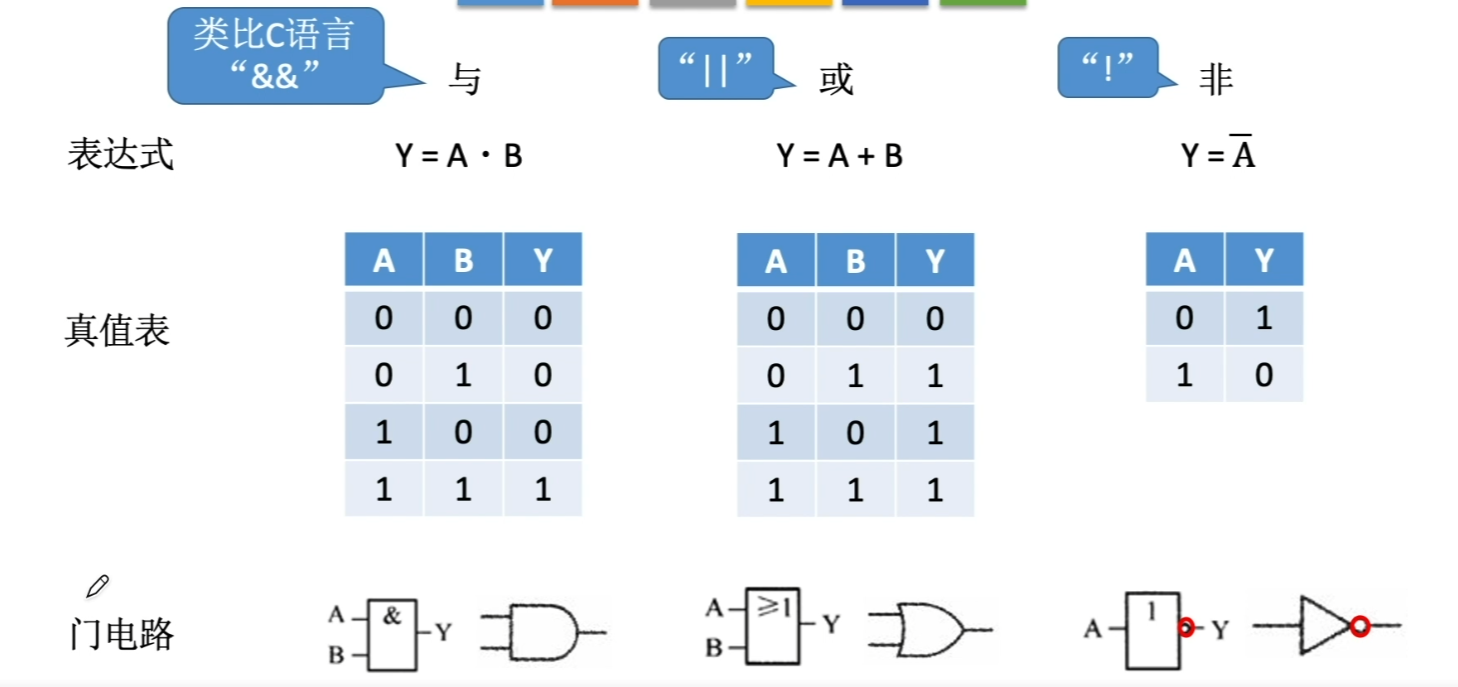 类比C语言
“&&”
与
“||”
或
“!”
非
表达式
Y = A · B
Y = A + B
Y = A̅
真值表
A B Y
0 0 0
0 1 0
1 0 0
1 1 1
A B Y
0 0 0
0 1 1
1 0 1
1 1 1
A Y
0 1
1 0
门电路
A
B
&
Y
A
B
≥1
Y
A
1
Y